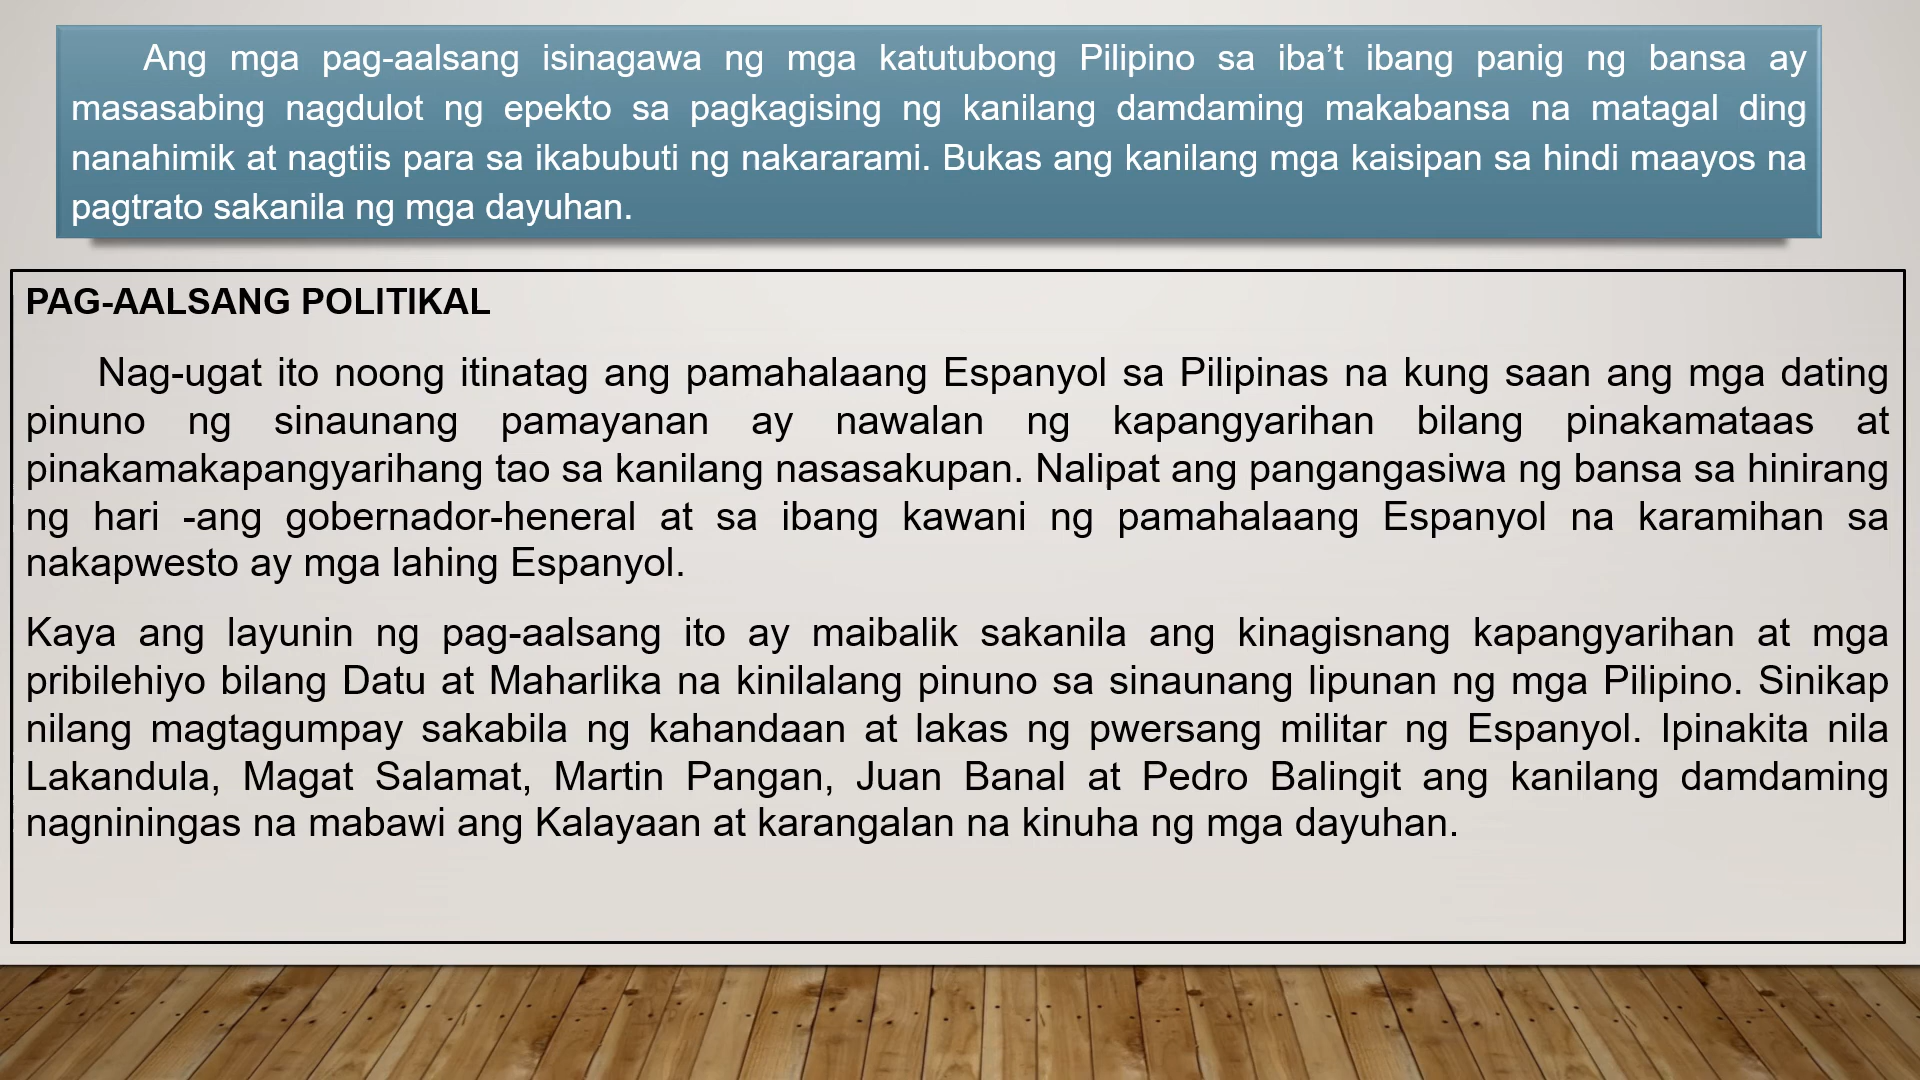 Ang mga pag-aalsang isinagawa ng mga katutubong Pilipino sa iba’t ibang panig ng bansa ay
masasabing nagdulot ng epekto sa pagkagising ng kanilang damdaming makabansa na matagal ding
nanahimik at nagtiis para sa ikabubuti ng nakararami. Bukas ang kanilang mga kaisipan sa hindi maayos na
pagtrato sakanila ng mga dayuhan.
PAG-AALSANG POLITIKAL
Nag-ugat ito noong itinatag ang pamahalaang Espanyol sa Pilipinas na kung saan ang mga dating
pinuno ng sinaunang pamayanan ay nawalan ng kapangyarihan bilang pinakamataas at
pinakamakapangyarihang tao sa kanilang nasasakupan. Nalipat ang pangangasiwa ng bansa sa hinirang
ng hari -ang gobernador-heneral at sa ibang kawani ng pamahalaang Espanyol na karamihan sa
nakapwesto ay mga lahing Espanyol.
Kaya ang layunin ng pag-aalsang ito ay maibalik sakanila ang kinagisnang kapangyarihan at mga
pribilehiyo bilang Datu at Maharlika na kinilalang pinuno sa sinaunang lipunan ng mga Pilipino. Sinikap
nilang magtagumpay sakabila ng kahandaan at lakas ng pwersang militar ng Espanyol. Ipinakita nila
Lakandula, Magat Salamat, Martin Pangan, Juan Banal at Pedro Balingit ang kanilang damdaming
nagniningas na mabawi ang Kalayaan at karangalan na kinuha ng mga dayuhan.